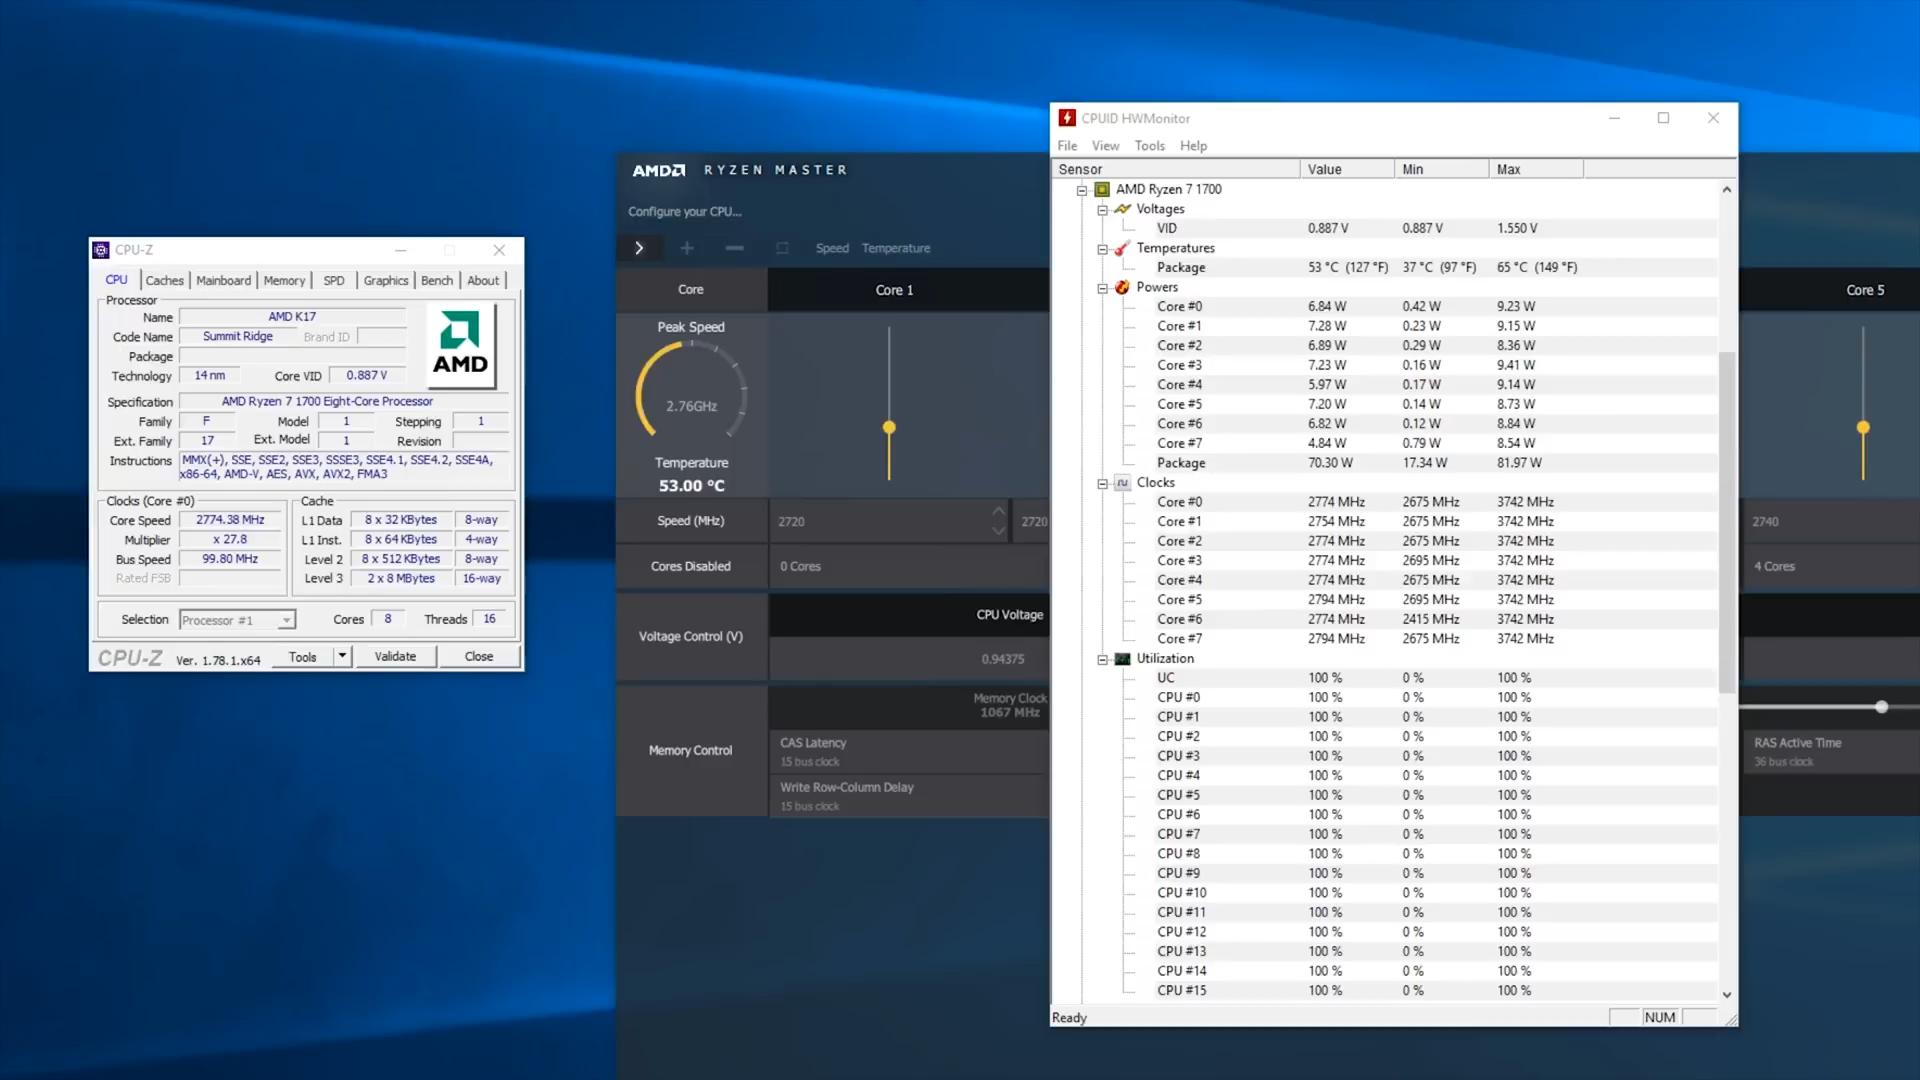 CPU-Z
CPU Caches Mainboard Memory SPD Graphics Bench About
Processor
Name AMD K17
Code Name Summit Ridge Brand ID
Package
Technology 14 nm Core VID 0.887 V
AMD
Specification AMD Ryzen 7 1700 Eight-Core Processor
Family F Model 1 Stepping 1
Ext. Family 17 Ext. Model 1 Revision
Instructions MMX(+), SSE, SSE2, SSE3, SSSE3, SSE4.1, SSE4.2, SSE4A,
x86-64, AMD-V, AES, AVX, AVX2, FMA3
Clocks (Core #0)
Core Speed 2774.38 MHz
Multiplier x 27.8
Bus Speed 99.80 MHz
Rated FSB
Cache
L1 Data 8 x 32 KBytes 8-way
L1 Inst. 8 x 64 KBytes 4-way
Level 2 8 x 512 KBytes 8-way
Level 3 2 x 8 MBytes 16-way
Selection Processor #1 Cores 8 Threads 16
CPU-Z Ver. 1.78.1.x64 Tools Validate Close
AMD RYZEN MASTER
Configure your CPU...
Speed Temperature
Core Core 1
Peak Speed
2.76GHz
Temperature
53.00 °C
Speed (MHz) 2720 2720
Cores Disabled 0 Cores
CPU Voltage
Voltage Control (V)
0.94375
Memory Clock
1067 MHz
Memory Control
CAS Latency
15 bus clock
Write Row-Column Delay
15 bus clock
CPUID HWMonitor
File View Tools Help
Sensor Value Min Max
AMD Ryzen 7 1700
Voltages
VID 0.887 V 0.887 V 1.550 V
Temperatures
Package 53 °C (127 °F) 37 °C (97 °F) 65 °C (149 °F)
Powers
Core #0 6.84 W 0.42 W 9.23 W
Core #1 7.28 W 0.23 W 9.15 W
Core #2 6.89 W 0.29 W 8.36 W
Core #3 7.23 W 0.16 W 9.41 W
Core #4 5.97 W 0.17 W 9.14 W
Core #5 7.20 W 0.14 W 8.73 W
Core #6 6.82 W 0.12 W 8.84 W
Core #7 4.84 W 0.79 W 8.54 W
Package 70.30 W 17.34 W 81.97 W
Clocks
Core #0 2774 MHz 2675 MHz 3742 MHz
Core #1 2754 MHz 2675 MHz 3742 MHz
Core #2 2774 MHz 2675 MHz 3742 MHz
Core #3 2774 MHz 2695 MHz 3742 MHz
Core #4 2774 MHz 2675 MHz 3742 MHz
Core #5 2794 MHz 2695 MHz 3742 MHz
Core #6 2774 MHz 2415 MHz 3742 MHz
Core #7 2794 MHz 2675 MHz 3742 MHz
Utilization
UC 100 % 0 % 100 %
CPU #0 100 % 0 % 100 %
CPU #1 100 % 0 % 100 %
CPU #2 100 % 0 % 100 %
CPU #3 100 % 0 % 100 %
CPU #4 100 % 0 % 100 %
CPU #5 100 % 0 % 100 %
CPU #6 100 % 0 % 100 %
CPU #7 100 % 0 % 100 %
CPU #8 100 % 0 % 100 %
CPU #9 100 % 0 % 100 %
CPU #10 100 % 0 % 100 %
CPU #11 100 % 0 % 100 %
CPU #12 100 % 0 % 100 %
CPU #13 100 % 0 % 100 %
CPU #14 100 % 0 % 100 %
CPU #15 100 % 0 % 100 %
Ready NUM
Core 5
2740
4 Cores
RAS Active Time
36 bus clock